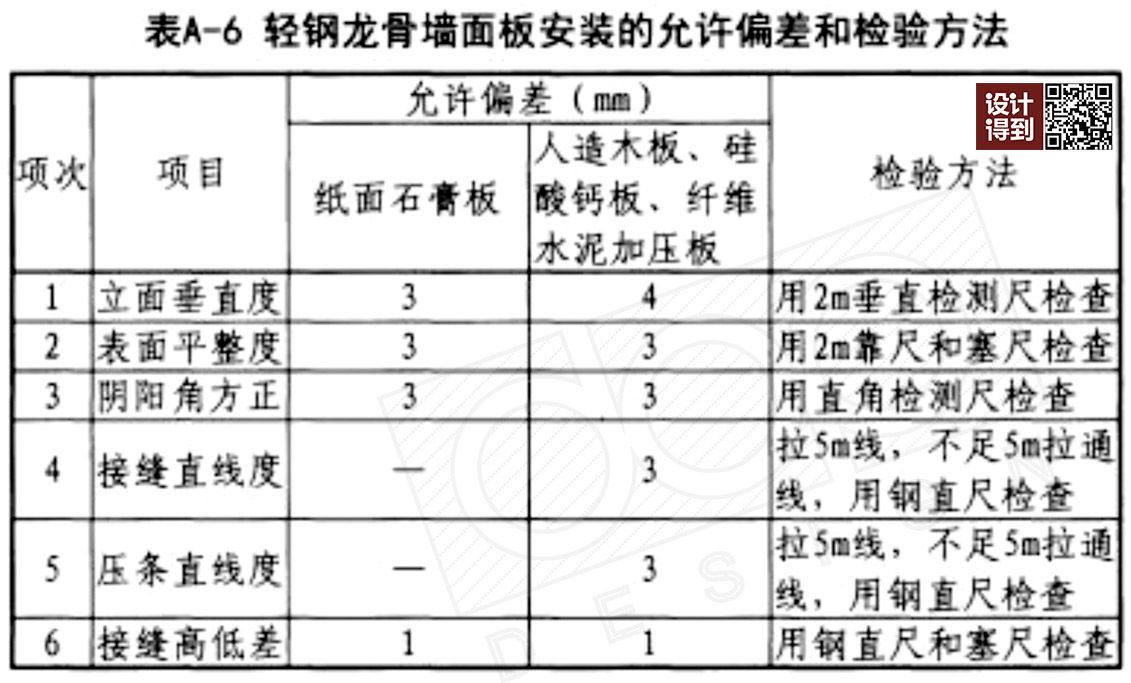 表A-6 轻钢龙骨墙面板安装的允许偏差和检验方法
设计
得到
项次 项目 允许偏差（mm） 检验方法
纸面石膏板
人造木板、硅
酸钙板、纤维
水泥加压板
1 立面垂直度 3 4 用2m垂直检测尺检查
2 表面平整度 3 3 用2m靠尺和塞尺检查
3 阴阳角方正 3 3 用直角检测尺检查
4 接缝直线度 — 3 拉5m线，不足5m拉通
线，用钢直尺检查
5 压条直线度 — 3 拉5m线，不足5m拉通
线，用钢直尺检查
6 接缝高低差 1 1 用钢直尺和塞尺检查
DESIGN